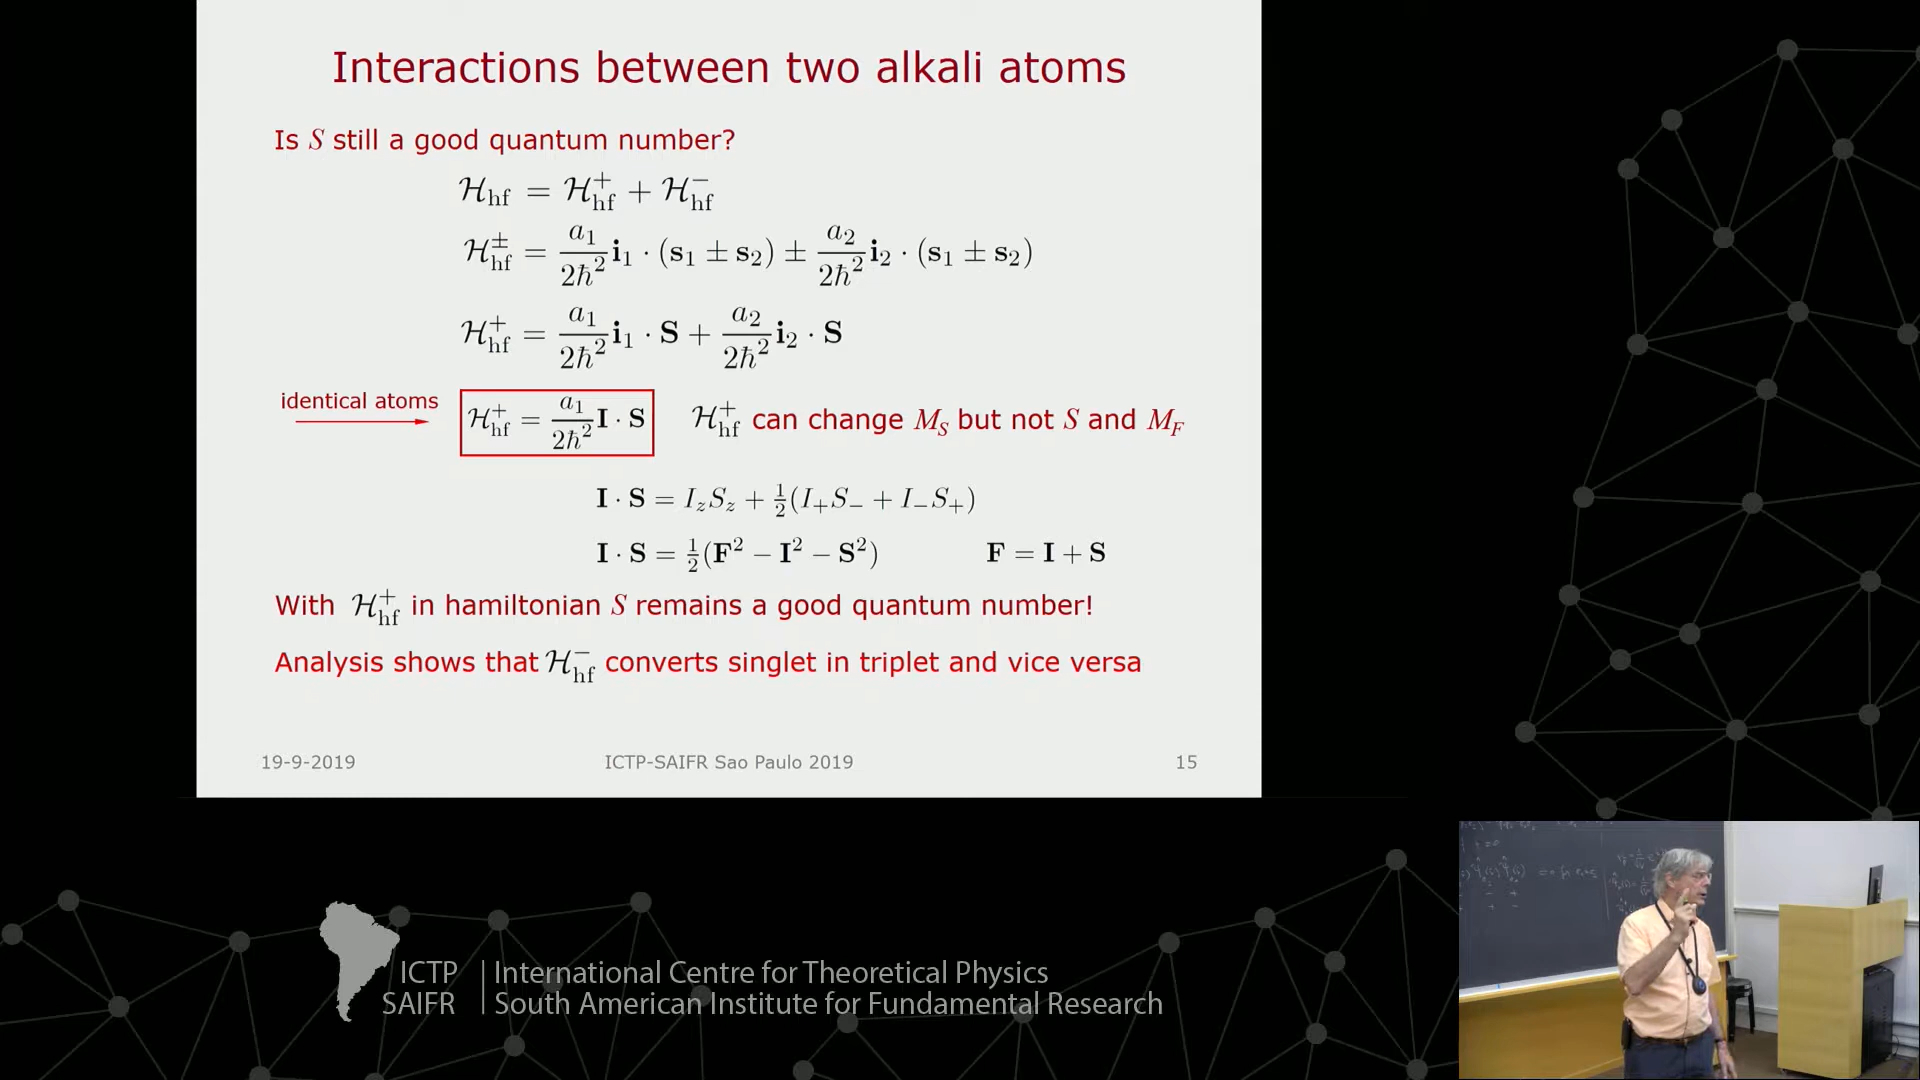 Interactions between two alkali atoms
Is S still a good quantum number?
ℋ_hf = ℋ_hf^+ + ℋ_hf^−
ℋ_hf^± = a₁/2ħ² i₁ · (s₁ ± s₂) ± a₂/2ħ² i₂ · (s₁ ± s₂)
ℋ_hf^+ = a₁/2ħ² i₁ · S + a₂/2ħ² i₂ · S
identical atoms ℋ_hf^+ = a₁/2ħ² I · S ℋ_hf^+ can change M_S but not S and M_F
I · S = I_z S_z + ½(I₊S₋ + I₋S₊)
I · S = ½(F² − I² − S²) F = I + S
With ℋ_hf^+ in hamiltonian S remains a good quantum number!
Analysis shows that ℋ_hf^− converts singlet in triplet and vice versa
19-9-2019 ICTP-SAIFR Sao Paulo 2019 15
ICTP | International Centre for Theoretical Physics
SAIFR | South American Institute for Fundamental Research